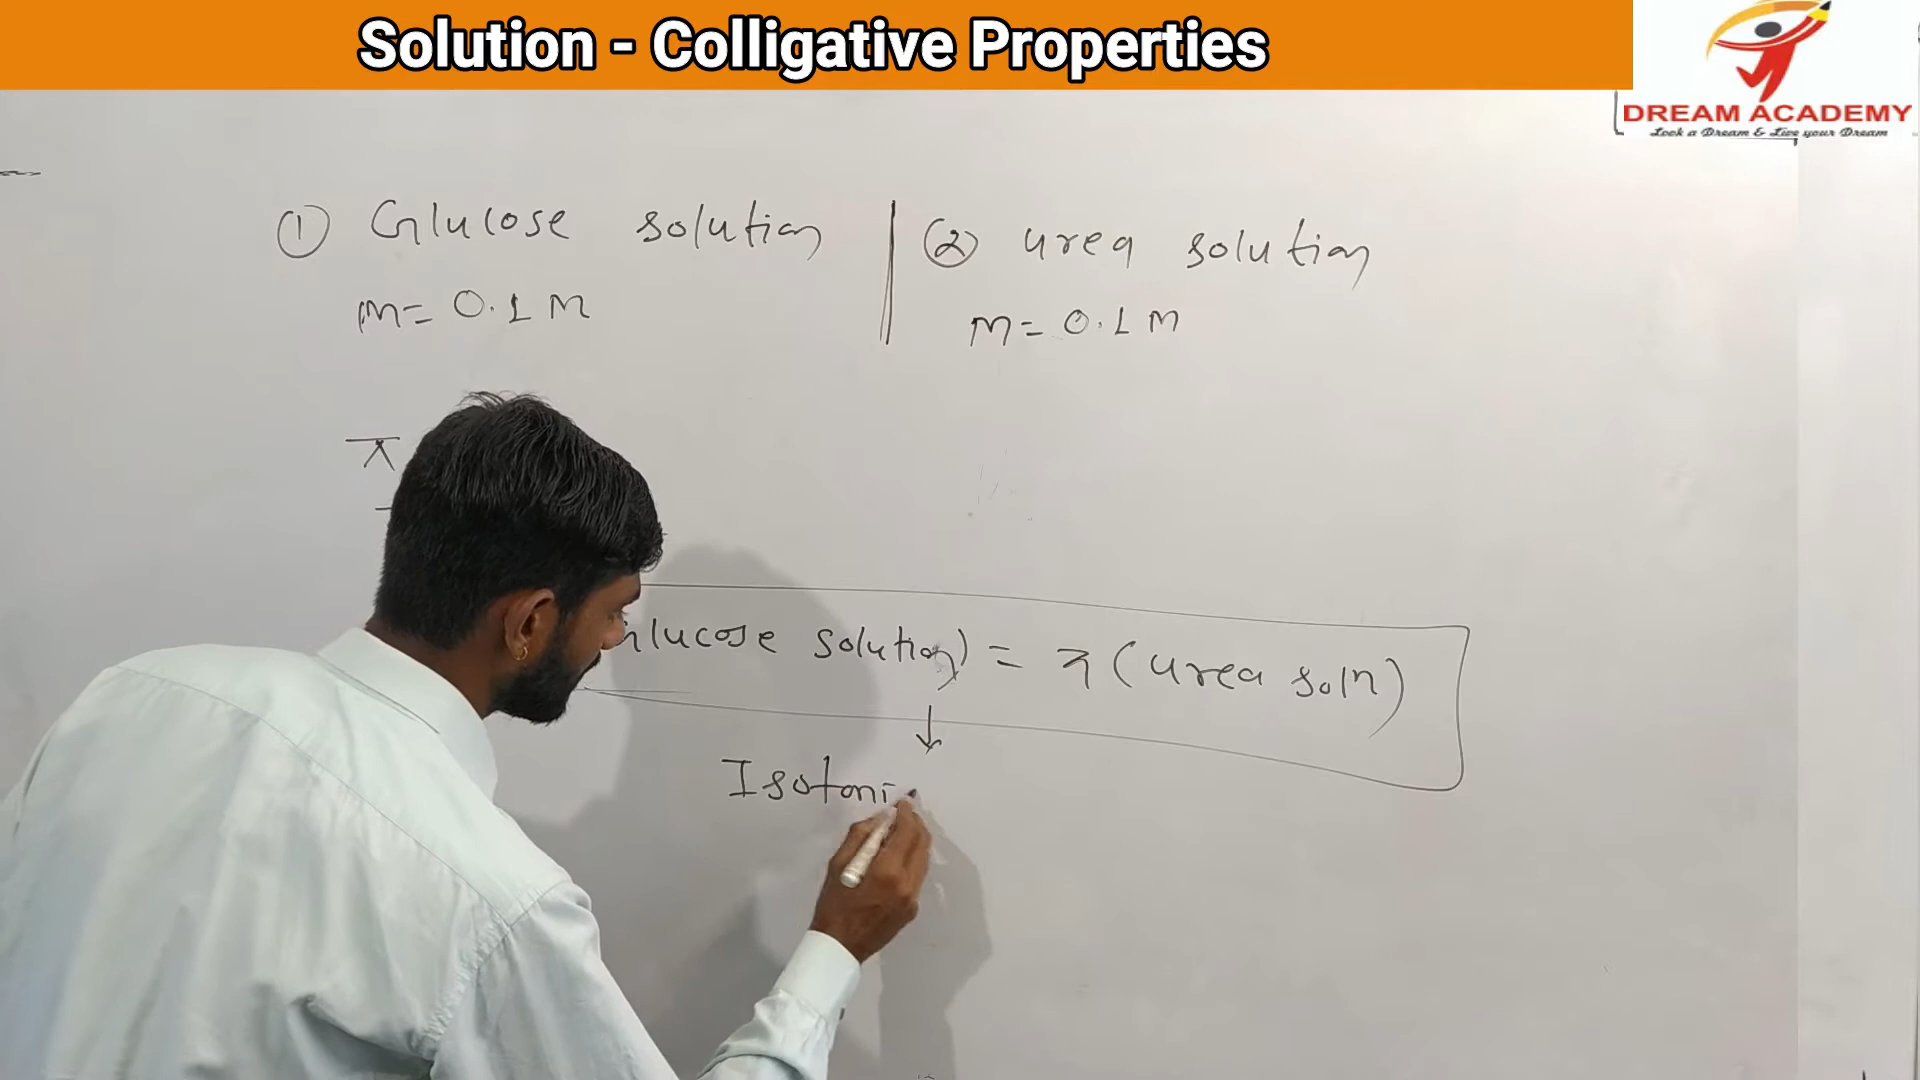 Solution - Colligative Properties
DREAM ACADEMY
Look a Dream & Live your Dream
① Glucose solution
m = 0.1 M
② urea solution
M = 0.1 M
π
lucose solution) = π (urea soln)
↓
Isotoni